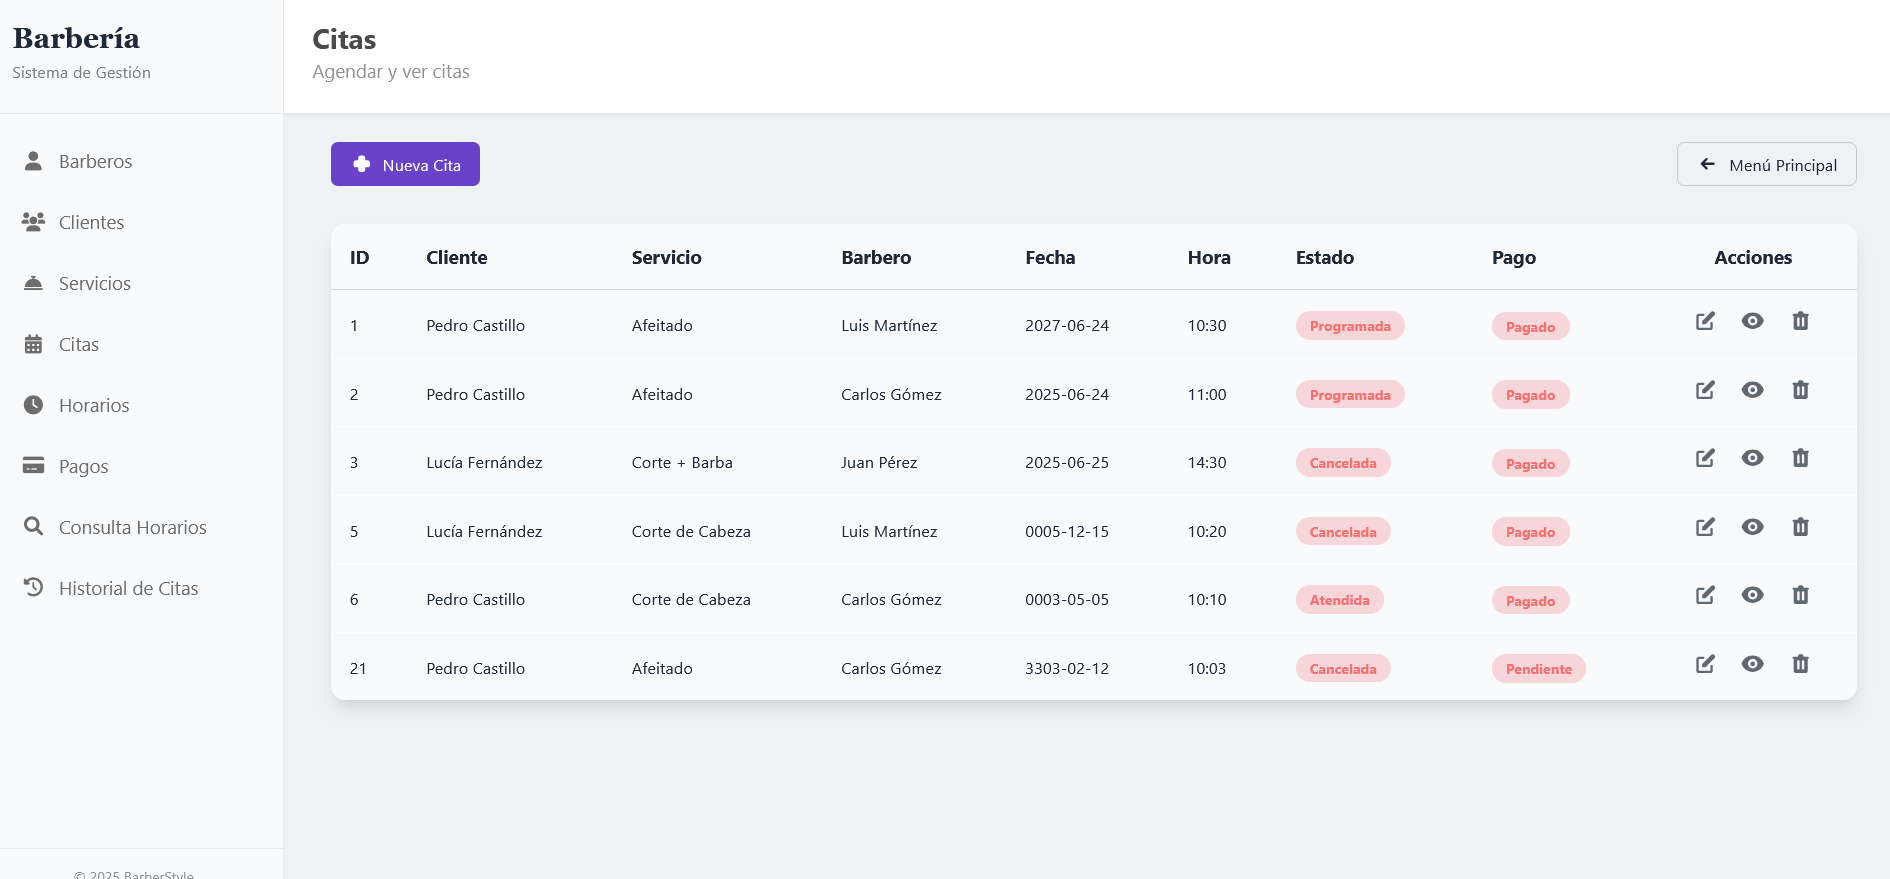 Barbería
Sistema de Gestión
Barberos
Clientes
Servicios
Citas
Horarios
Pagos
Consulta Horarios
Historial de Citas
© 2025 BarberStyle
Citas
Agendar y ver citas
Nueva Cita
Menú Principal
ID Cliente Servicio Barbero Fecha Hora Estado Pago Acciones
1 Pedro Castillo Afeitado Luis Martínez 2027-06-24 10:30 Programada Pagado
2 Pedro Castillo Afeitado Carlos Gómez 2025-06-24 11:00 Programada Pagado
3 Lucía Fernández Corte + Barba Juan Pérez 2025-06-25 14:30 Cancelada Pagado
5 Lucía Fernández Corte de Cabeza Luis Martínez 0005-12-15 10:20 Cancelada Pagado
6 Pedro Castillo Corte de Cabeza Carlos Gómez 0003-05-05 10:10 Atendida Pagado
21 Pedro Castillo Afeitado Carlos Gómez 3303-02-12 10:03 Cancelada Pendiente